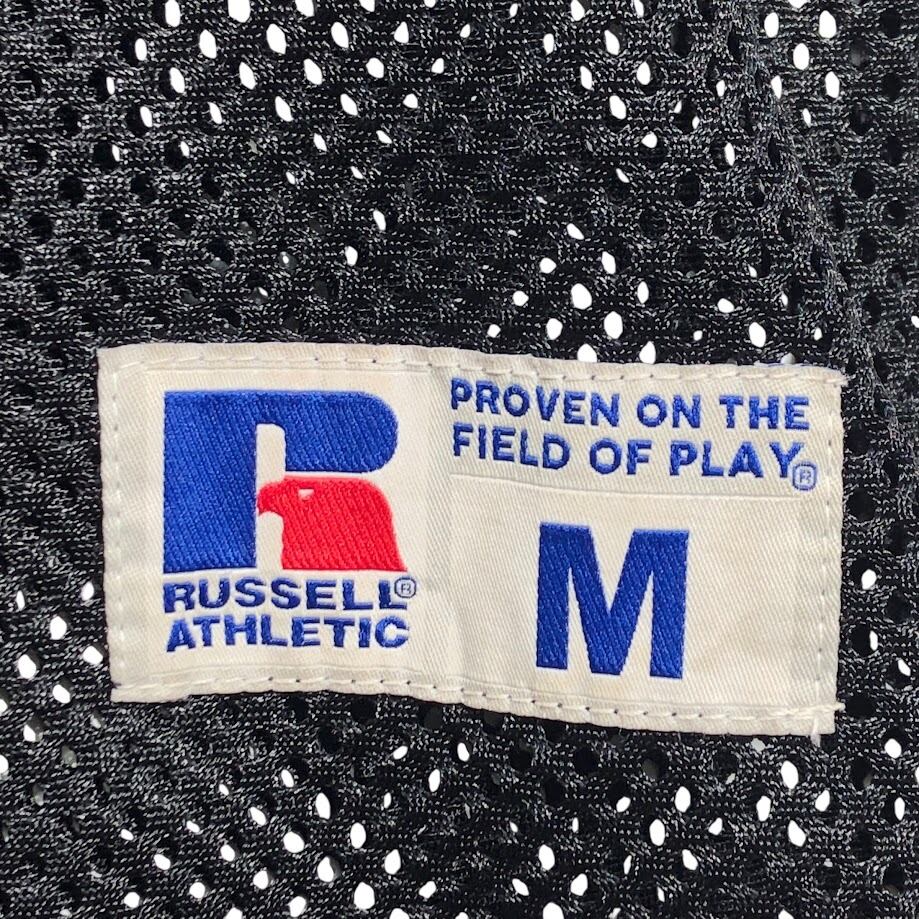 PROVEN ON THE
FIELD OF PLAY®
R
RUSSELL®
ATHLETIC
M